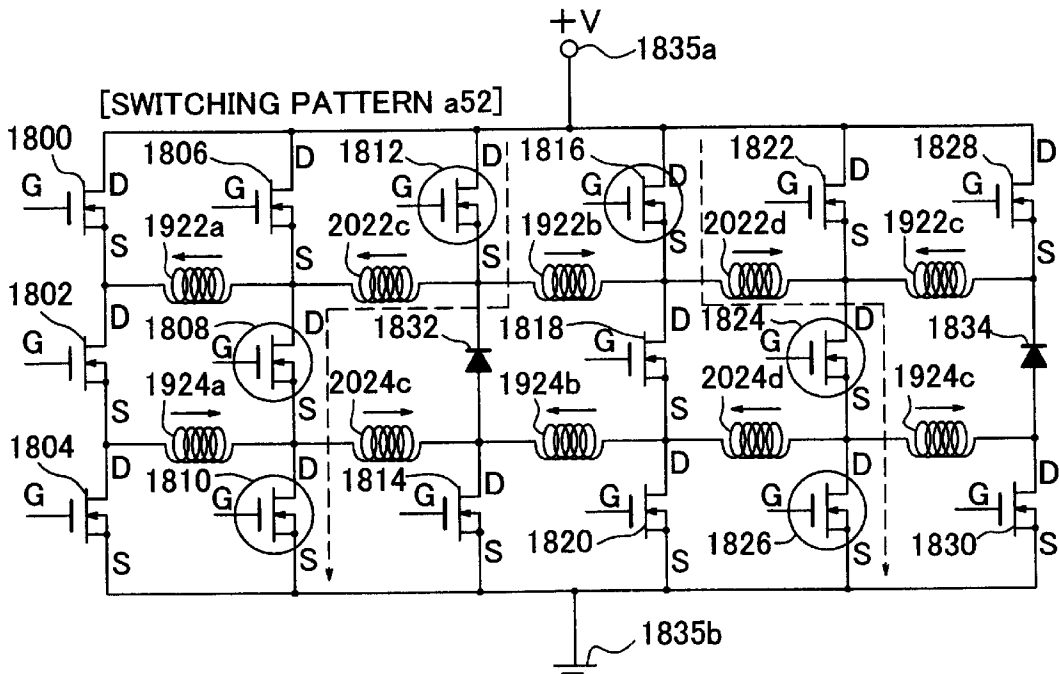 +V
1835a
[SWITCHING PATTERN a52]
1800 1806 1812 1816 1822 1828
G D G D G D G D G D G D
1922a S 2022c S 1922b S 2022d S 1922c S S
1802 D 1808 D 1832 1818 D 1824 D 1834
G G G G
1924a S 2024c S 1924b S 2024d S 1924c
1804 D 1810 D 1814 D D D D
G G G G G G
S S S 1820 S 1826 S 1830 S
1835b